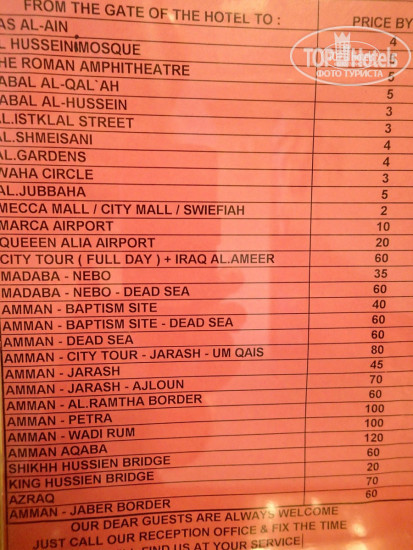 FROM THE GATE OF THE HOTEL TO : PRICE BY
AS AL-AIN 4
L HUSSEINI MOSQUE
HE ROMAN AMPHITHEATRE 5
ABAL AL-QAL`AH 5
ABAL AL-HUSSEIN 3
AL.ISTKLAL STREET 3
AL.SHMEISANI 4
AL.GARDENS 4
WAHA CIRCLE 3
AL.JUBBAHA 5
MECCA MALL / CITY MALL / SWIEFIAH 2
MARCA AIRPORT 10
QUEEEN ALIA AIRPORT 20
CITY TOUR ( FULL DAY ) + IRAQ AL.AMEER 60
MADABA - NEBO 35
MADABA - NEBO - DEAD SEA 60
AMMAN - BAPTISM SITE 40
AMMAN - BAPTISM SITE - DEAD SEA 60
AMMAN - DEAD SEA 60
AMMAN - CITY TOUR - JARASH - UM QAIS 80
AMMAN - JARASH 45
AMMAN - JARASH - AJLOUN 70
AMMAN - AL.RAMTHA BORDER 60
AMMAN - PETRA 100
AMMAN - WADI RUM 100
AMMAN AQABA 120
SHIKHH HUSSIEN BRIDGE 60
KING HUSSIEN BRIDGE 20
AZRAQ 70
AMMAN - JABER BORDER 60
OUR DEAR GUESTS ARE ALWAYS WELCOME
JUST CALL OUR RECEPTION OFFICE & FIX THE TIME
FIND US AT YOUR SERVICE
TOP Hotels
ФОТО ТУРИСТА